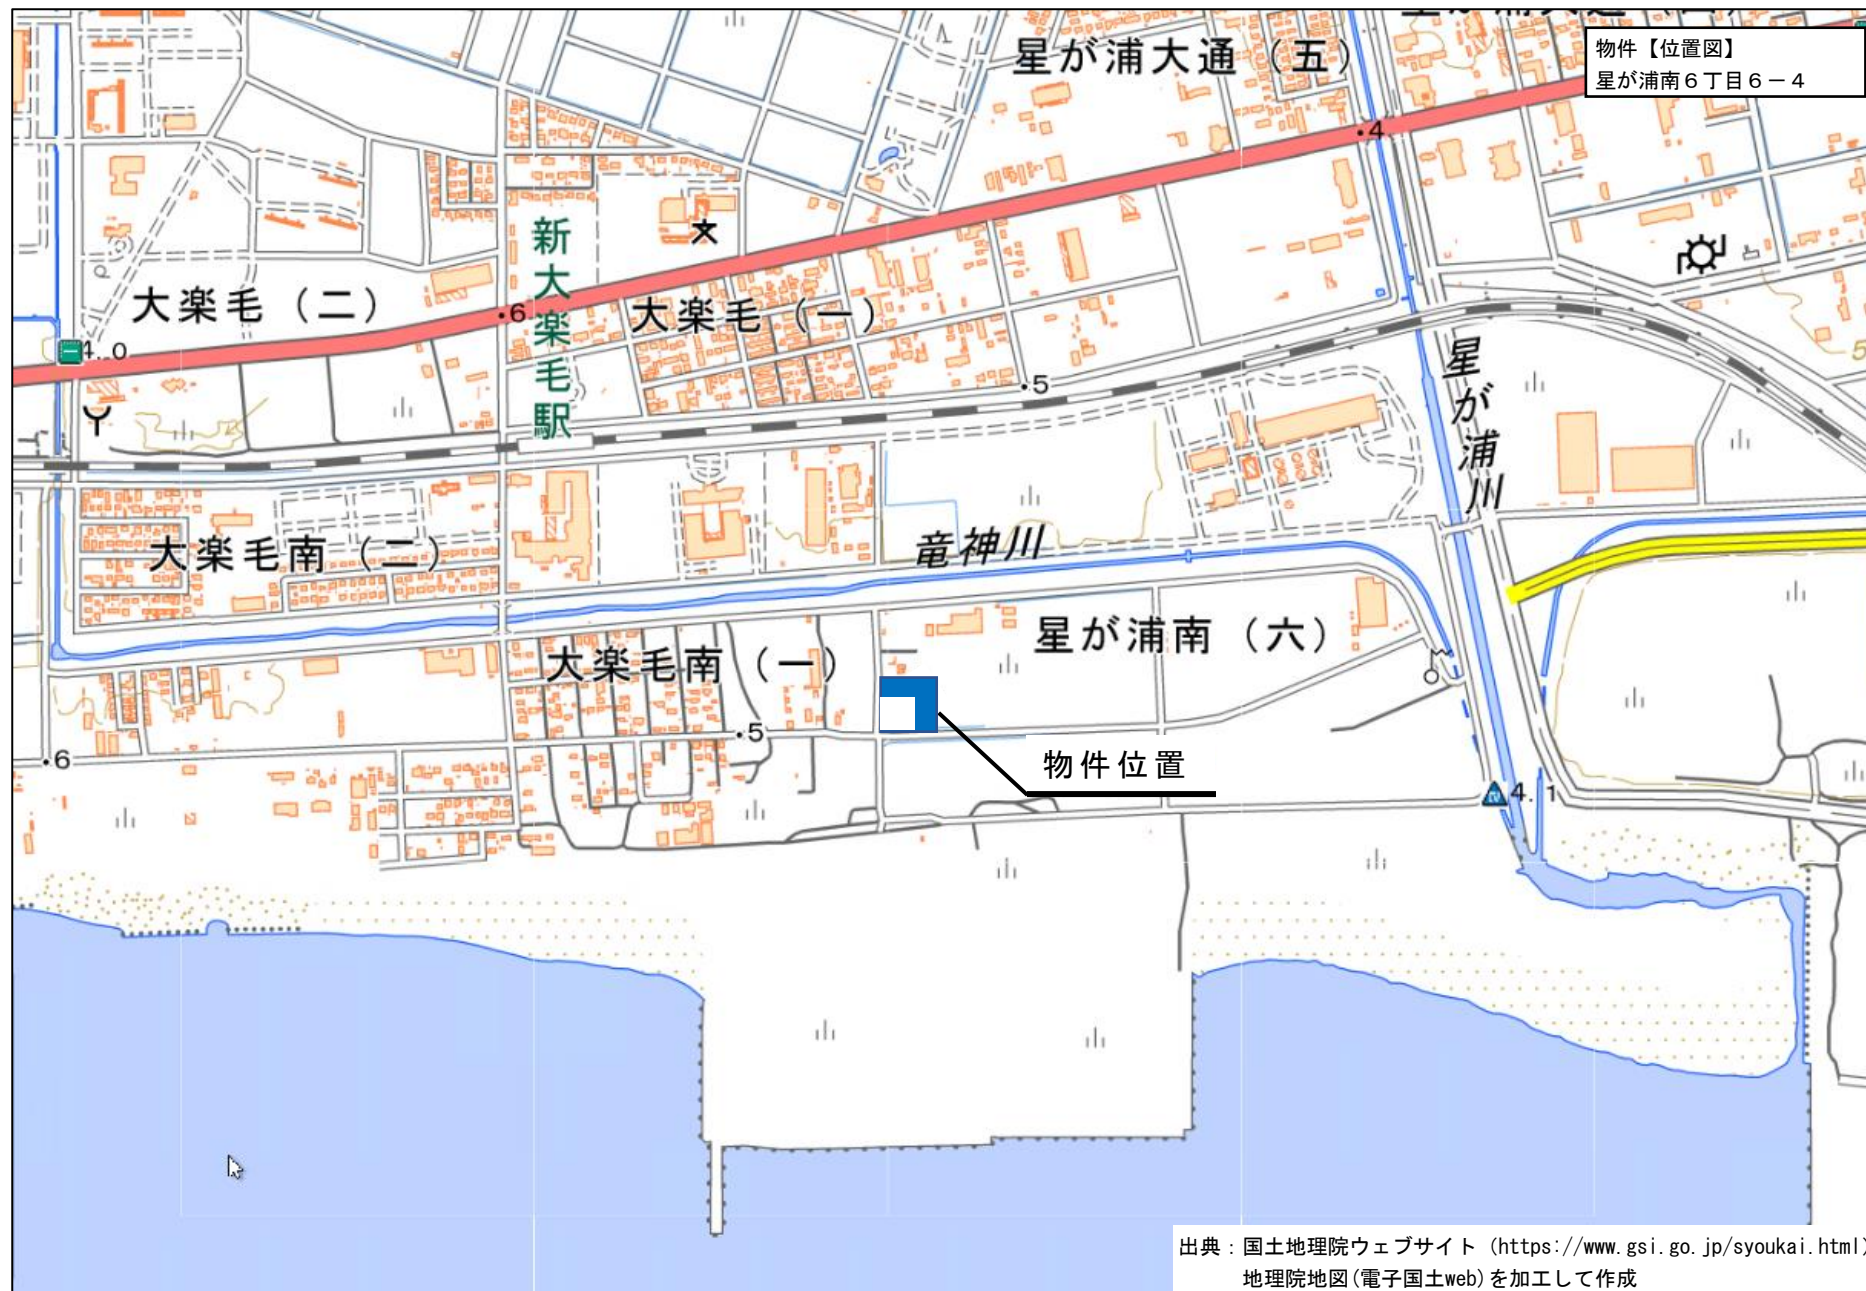 星が浦大通（五）
物件【位置図】
星が浦南６丁目６－４
4
文
新大楽毛駅
大楽毛（二）
6
大楽毛（一）
4.0
5
星が浦川
大楽毛南（二）
竜神川
星が浦南（六）
大楽毛南（一）
5
6
物件位置
4.1
出典：国土地理院ウェブサイト（https://www.gsi.go.jp/syoukai.html）
地理院地図(電子国土web)を加工して作成